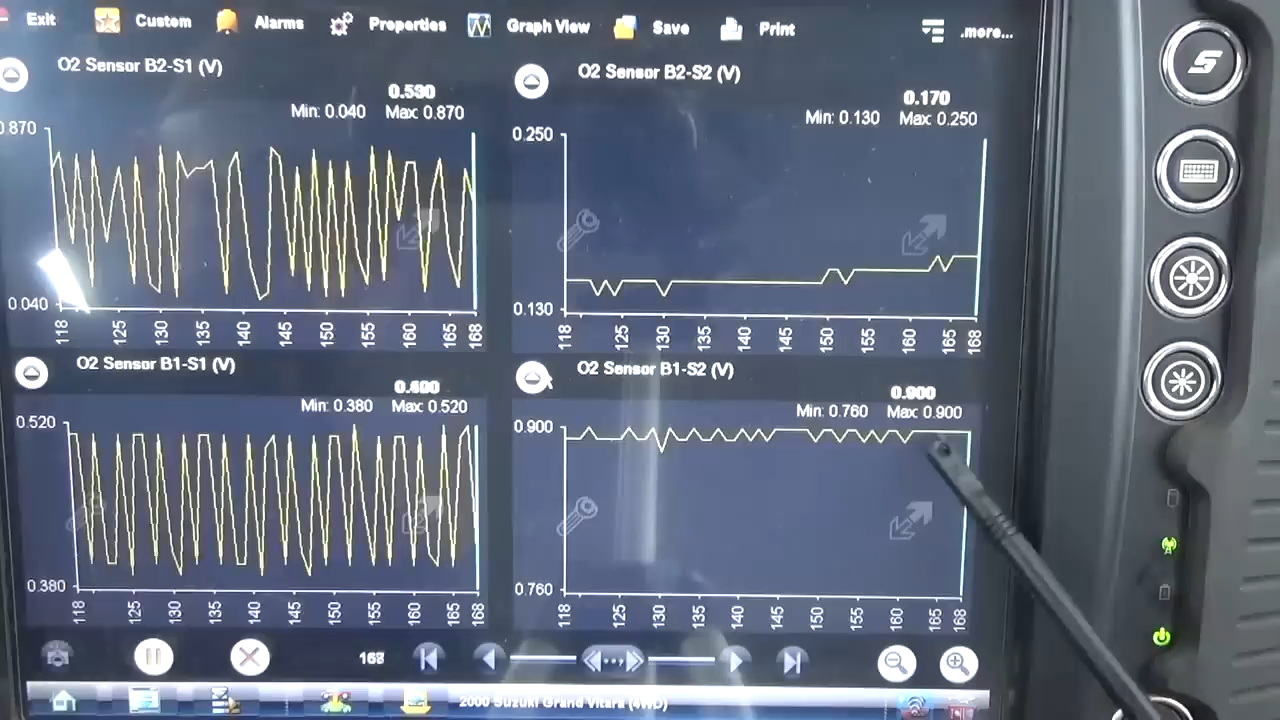 Exit Custom Alarms Properties Graph View Save Print .more...
O2 Sensor B2-S1 (V)
Min: 0.040 Max: 0.870
0.870
0.040
118 125 130 135 140 145 150 155 160 165 168
O2 Sensor B2-S2 (V)
0.170
Min: 0.130 Max: 0.250
0.250
0.130
118 125 130 135 140 145 150 155 160 165 168
O2 Sensor B1-S1 (V)
Min: 0.380 Max: 0.520
0.520
0.380
118 125 130 135 140 145 150 155 160 165 168
O2 Sensor B1-S2 (V)
0.900
Min: 0.760 Max: 0.900
0.900
0.760
118 125 130 135 140 145 150 155 160 165 168
2000 Suzuki Grand Vitara (4WD)